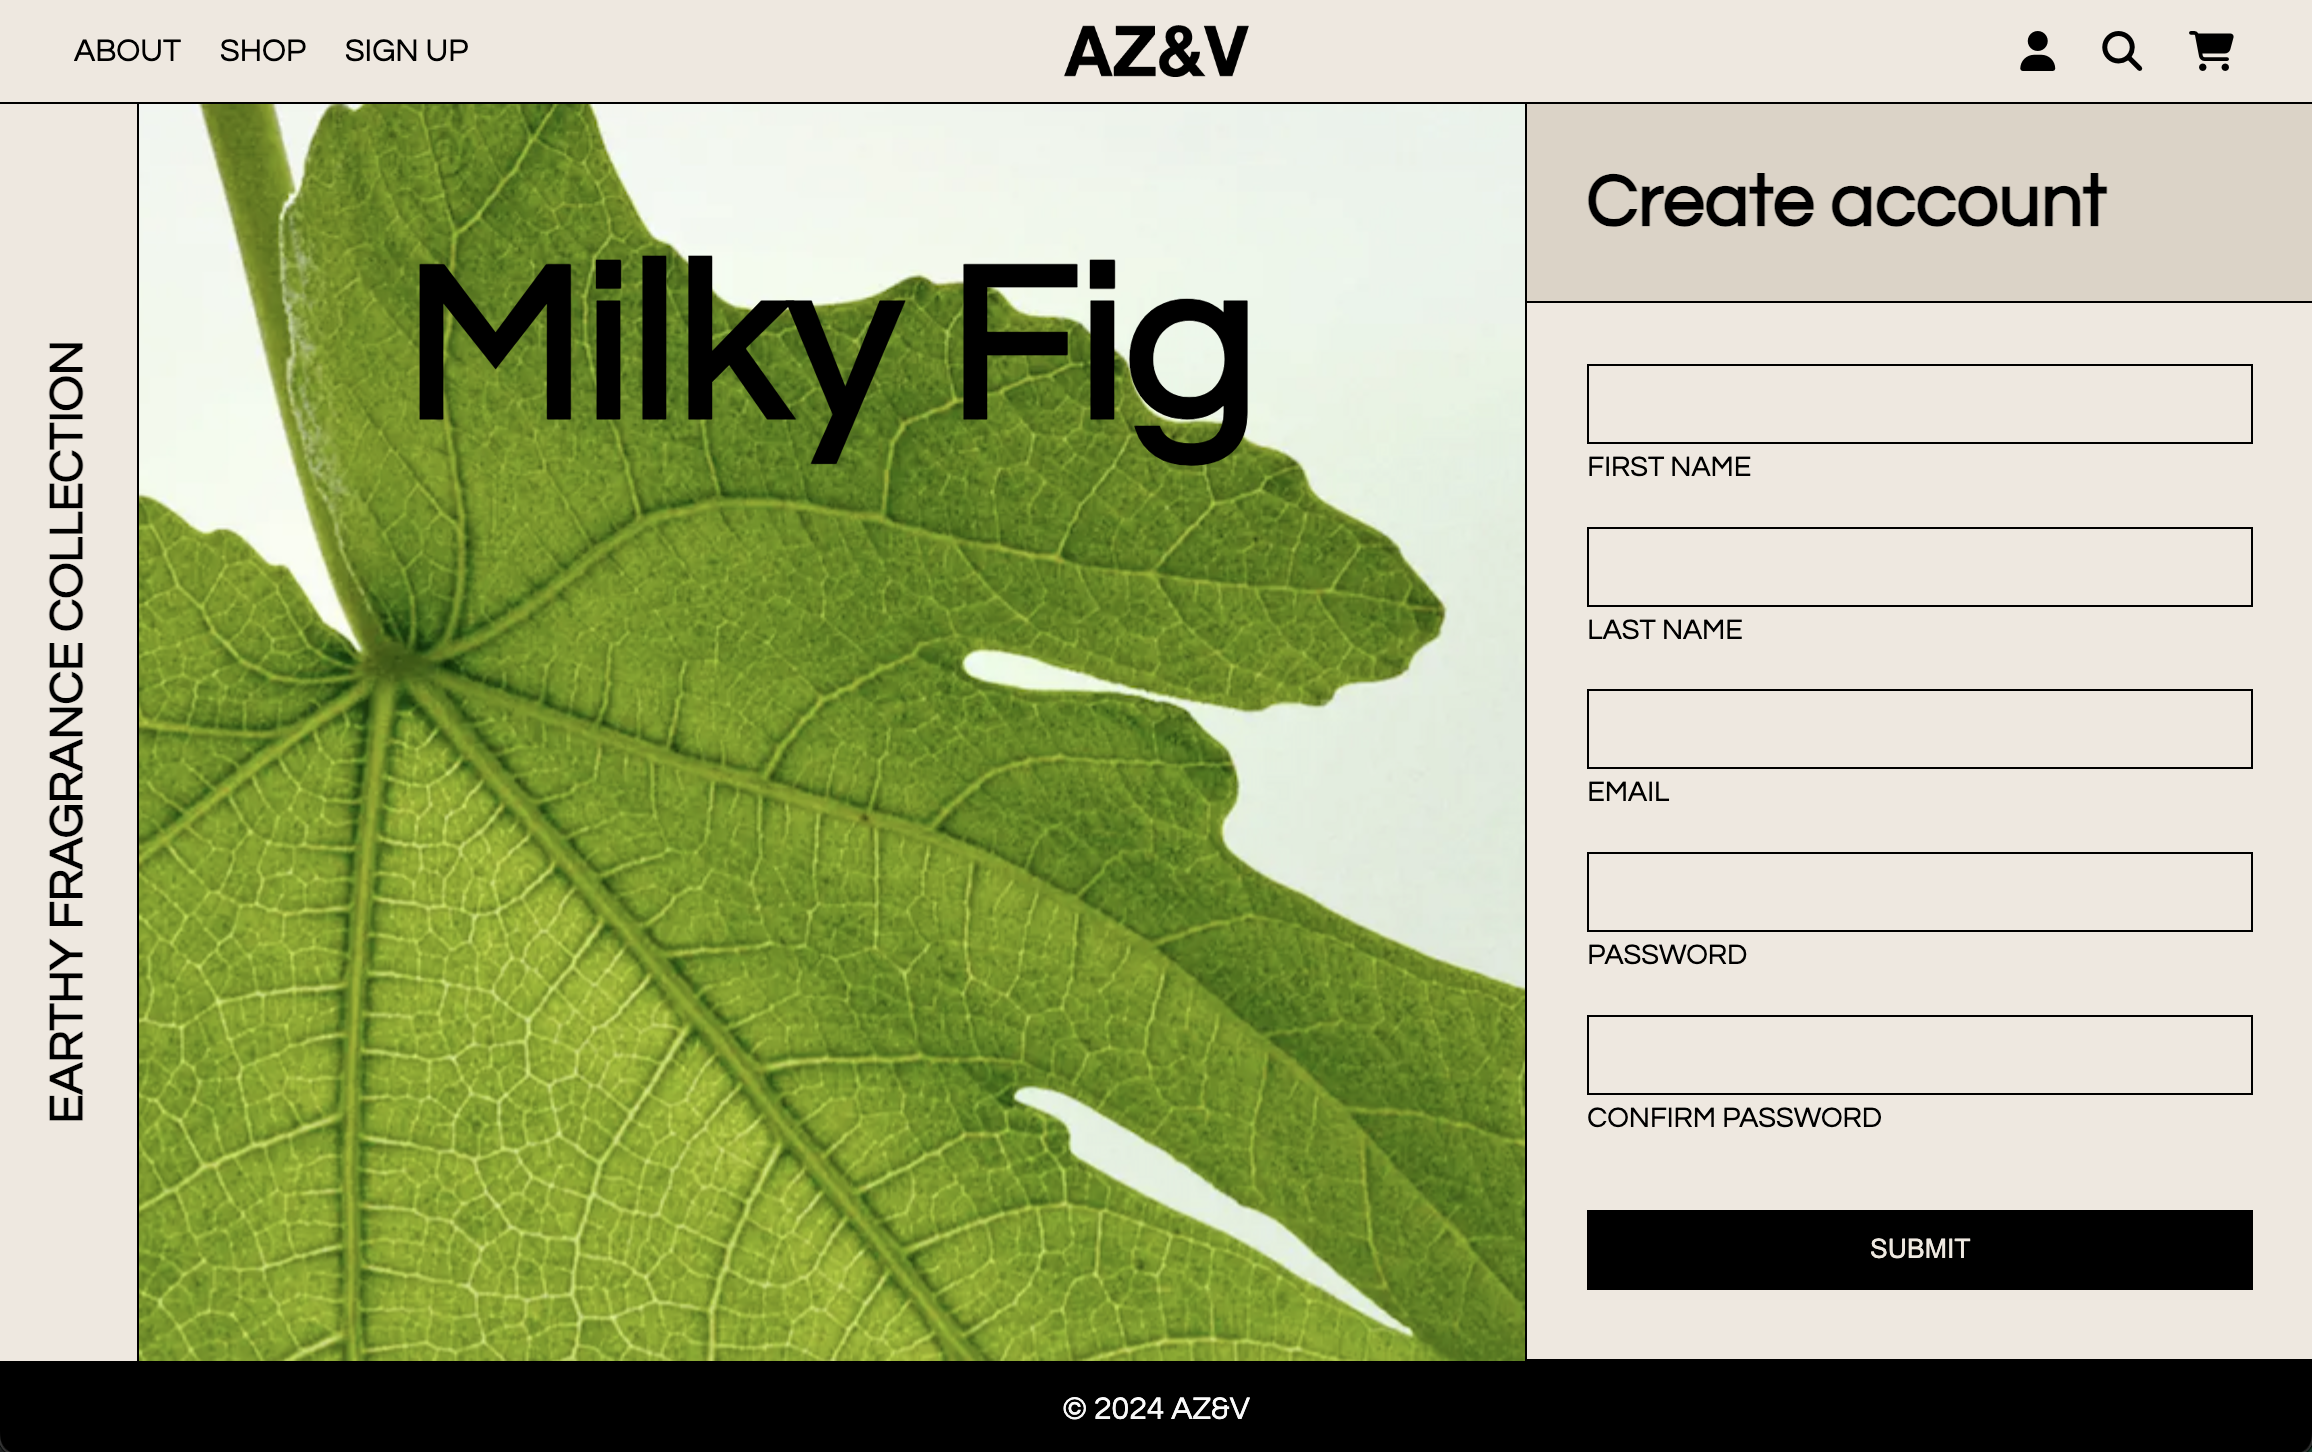 ABOUT SHOP SIGN UP
AZ&V
EARTHY FRAGRANCE COLLECTION
Milky Fig
Create account
FIRST NAME
LAST NAME
EMAIL
PASSWORD
CONFIRM PASSWORD
SUBMIT
© 2024 AZ&V